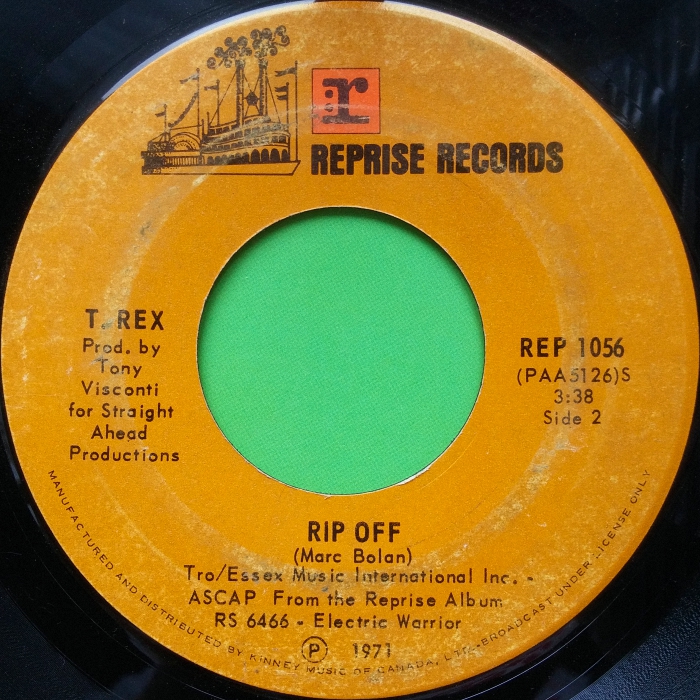 r:
REPRISE RECORDS
T. REX
Prod. by
Tony
Visconti
for Straight
Ahead
Productions
REP 1056
(PAA5126)S
3:38
Side 2
RIP OFF
(Marc Bolan)
Tro/Essex Music International Inc. -
ASCAP From the Reprise Album
RS 6466 - Electric Warrior
℗ 1971
MANUFACTURED AND DISTRIBUTED BY KINNEY MUSIC OF CANADA, LTD.-BROADCAST UNDER LICENSE ONLY